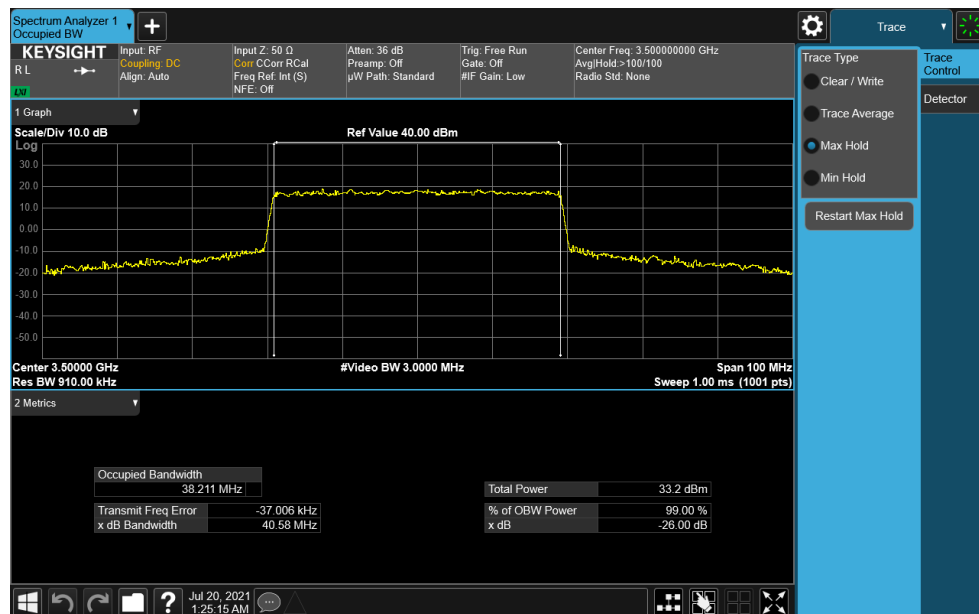 Spectrum Analyzer 1
Occupied BW
+
Trace
KEYSIGHT
R L
LXI
Input: RF
Coupling: DC
Align: Auto
Input Z: 50 Ω
Corr CCorr RCal
Freq Ref: Int (S)
NFE: Off
Atten: 36 dB
Preamp: Off
µW Path: Standard
Trig: Free Run
Gate: Off
#IF Gain: Low
Center Freq: 3.500000000 GHz
Avg|Hold:>100/100
Radio Std: None
Trace Type
Clear / Write
Trace Average
Max Hold
Min Hold
Restart Max Hold
Trace
Control
Detector
1 Graph
Scale/Div 10.0 dB
Ref Value 40.00 dBm
Log
30.0
20.0
10.0
0.00
-10.0
-20.0
-30.0
-40.0
-50.0
Center 3.50000 GHz
#Video BW 3.0000 MHz
Span 100 MHz
Res BW 910.00 kHz
Sweep 1.00 ms (1001 pts)
2 Metrics
Occupied Bandwidth
38.211 MHz
Total Power 33.2 dBm
Transmit Freq Error -37.006 kHz
% of OBW Power 99.00 %
x dB Bandwidth 40.58 MHz
x dB -26.00 dB
?
Jul 20, 2021
1:25:15 AM